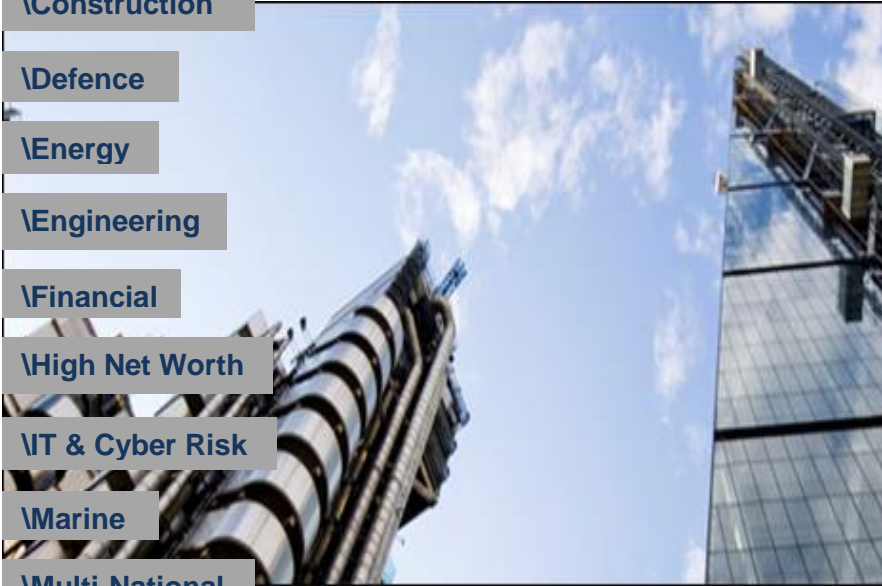 \Construction
\Defence
\Energy
\Engineering
\Financial
\High Net Worth
\IT & Cyber Risk
\Marine
\Multi National